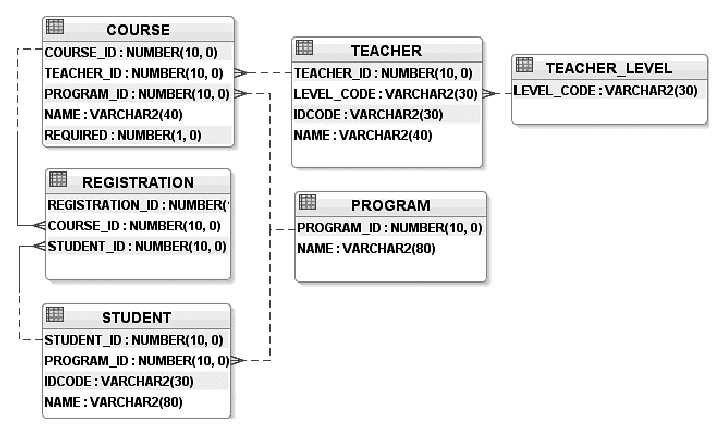 COURSE
COURSE_ID : NUMBER(10, 0)
TEACHER_ID : NUMBER(10, 0)
PROGRAM_ID : NUMBER(10, 0)
NAME : VARCHAR2(40)
REQUIRED : NUMBER(1, 0)
TEACHER
TEACHER_ID : NUMBER(10, 0)
LEVEL_CODE : VARCHAR2(30)
IDCODE : VARCHAR2(30)
NAME : VARCHAR2(40)
TEACHER_LEVEL
LEVEL_CODE : VARCHAR2(30)
REGISTRATION
REGISTRATION_ID : NUMBER(
COURSE_ID : NUMBER(10, 0)
STUDENT_ID : NUMBER(10, 0)
PROGRAM
PROGRAM_ID : NUMBER(10, 0)
NAME : VARCHAR2(80)
STUDENT
STUDENT_ID : NUMBER(10, 0)
PROGRAM_ID : NUMBER(10, 0)
IDCODE : VARCHAR2(30)
NAME : VARCHAR2(80)